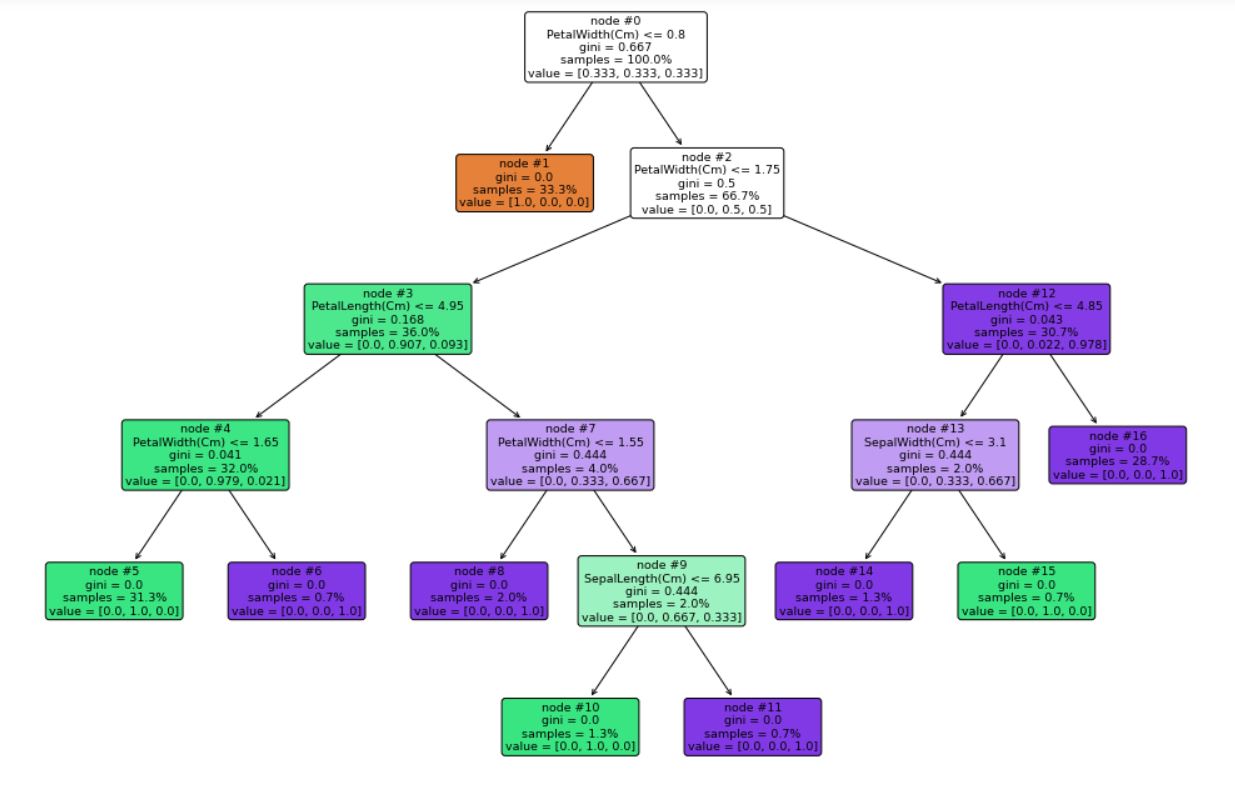 node #0
PetalWidth(Cm) <= 0.8
gini = 0.667
samples = 100.0%
value = [0.333, 0.333, 0.333]
node #1
gini = 0.0
samples = 33.3%
value = [1.0, 0.0, 0.0]
node #2
PetalWidth(Cm) <= 1.75
gini = 0.5
samples = 66.7%
value = [0.0, 0.5, 0.5]
node #3
PetalLength(Cm) <= 4.95
gini = 0.168
samples = 36.0%
value = [0.0, 0.907, 0.093]
node #12
PetalLength(Cm) <= 4.85
gini = 0.043
samples = 30.7%
value = [0.0, 0.022, 0.978]
node #4
PetalWidth(Cm) <= 1.65
gini = 0.041
samples = 32.0%
value = [0.0, 0.979, 0.021]
node #7
PetalWidth(Cm) <= 1.55
gini = 0.444
samples = 4.0%
value = [0.0, 0.333, 0.667]
node #13
SepalWidth(Cm) <= 3.1
gini = 0.444
samples = 2.0%
value = [0.0, 0.333, 0.667]
node #16
gini = 0.0
samples = 28.7%
value = [0.0, 0.0, 1.0]
node #5
gini = 0.0
samples = 31.3%
value = [0.0, 1.0, 0.0]
node #6
gini = 0.0
samples = 0.7%
value = [0.0, 0.0, 1.0]
node #8
gini = 0.0
samples = 2.0%
value = [0.0, 0.0, 1.0]
node #9
SepalLength(Cm) <= 6.95
gini = 0.444
samples = 2.0%
value = [0.0, 0.667, 0.333]
node #14
gini = 0.0
samples = 1.3%
value = [0.0, 0.0, 1.0]
node #15
gini = 0.0
samples = 0.7%
value = [0.0, 1.0, 0.0]
node #10
gini = 0.0
samples = 1.3%
value = [0.0, 1.0, 0.0]
node #11
gini = 0.0
samples = 0.7%
value = [0.0, 0.0, 1.0]